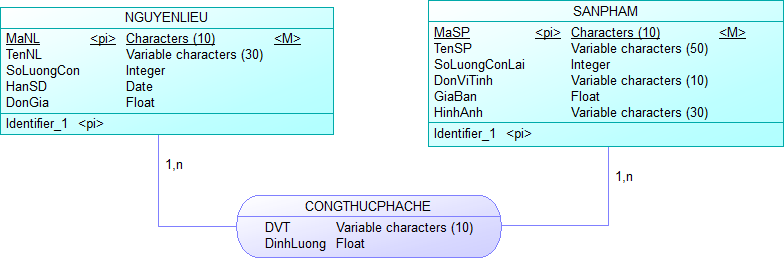 NGUYENLIEU
MaNL <pi> Characters (10) <M>
TenNL Variable characters (30)
SoLuongCon Integer
HanSD Date
DonGia Float
Identifier_1 <pi>
SANPHAM
MaSP <pi> Characters (10) <M>
TenSP Variable characters (50)
SoLuongConLai Integer
DonViTinh Variable characters (10)
GiaBan Float
HinhAnh Variable characters (30)
Identifier_1 <pi>
1,n
1,n
CONGTHUCPHACHE
DVT Variable characters (10)
DinhLuong Float